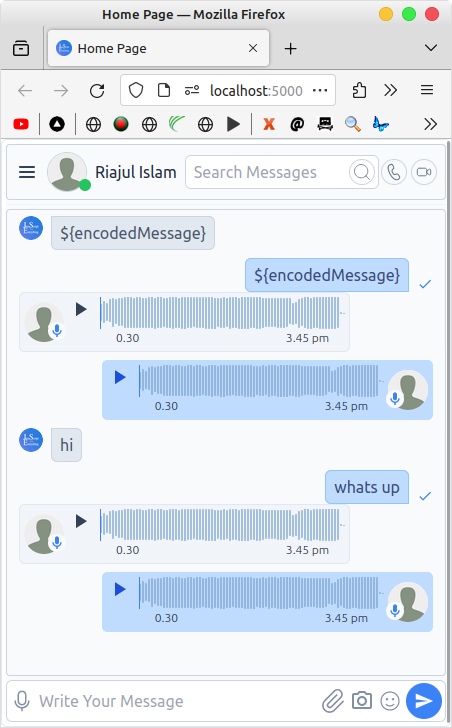 Home Page — Mozilla Firefox
Home Page
localhost:5000
Riajul Islam
Search Messages
${encodedMessage}
${encodedMessage}
0.30 3.45 pm
0.30 3.45 pm
hi
whats up
0.30 3.45 pm
0.30 3.45 pm
Write Your Message